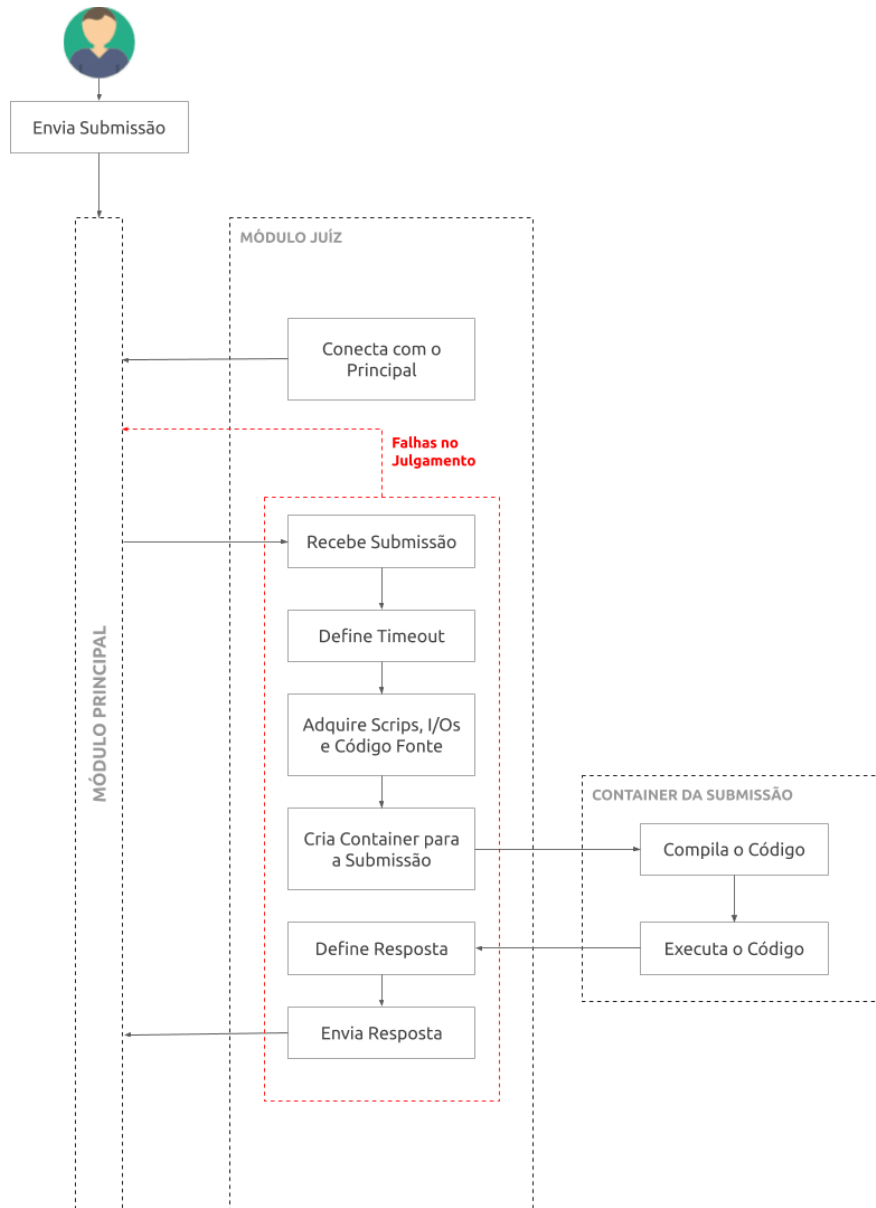 Envia Submissão
MÓDULO PRINCIPAL
MÓDULO JUÍZ
Conecta com o
Principal
Falhas no
Julgamento
Recebe Submissão
Define Timeout
Adquire Scrips, I/Os
e Código Fonte
Cria Container para
a Submissão
CONTAINER DA SUBMISSÃO
Compila o Código
Executa o Código
Define Resposta
Envia Resposta